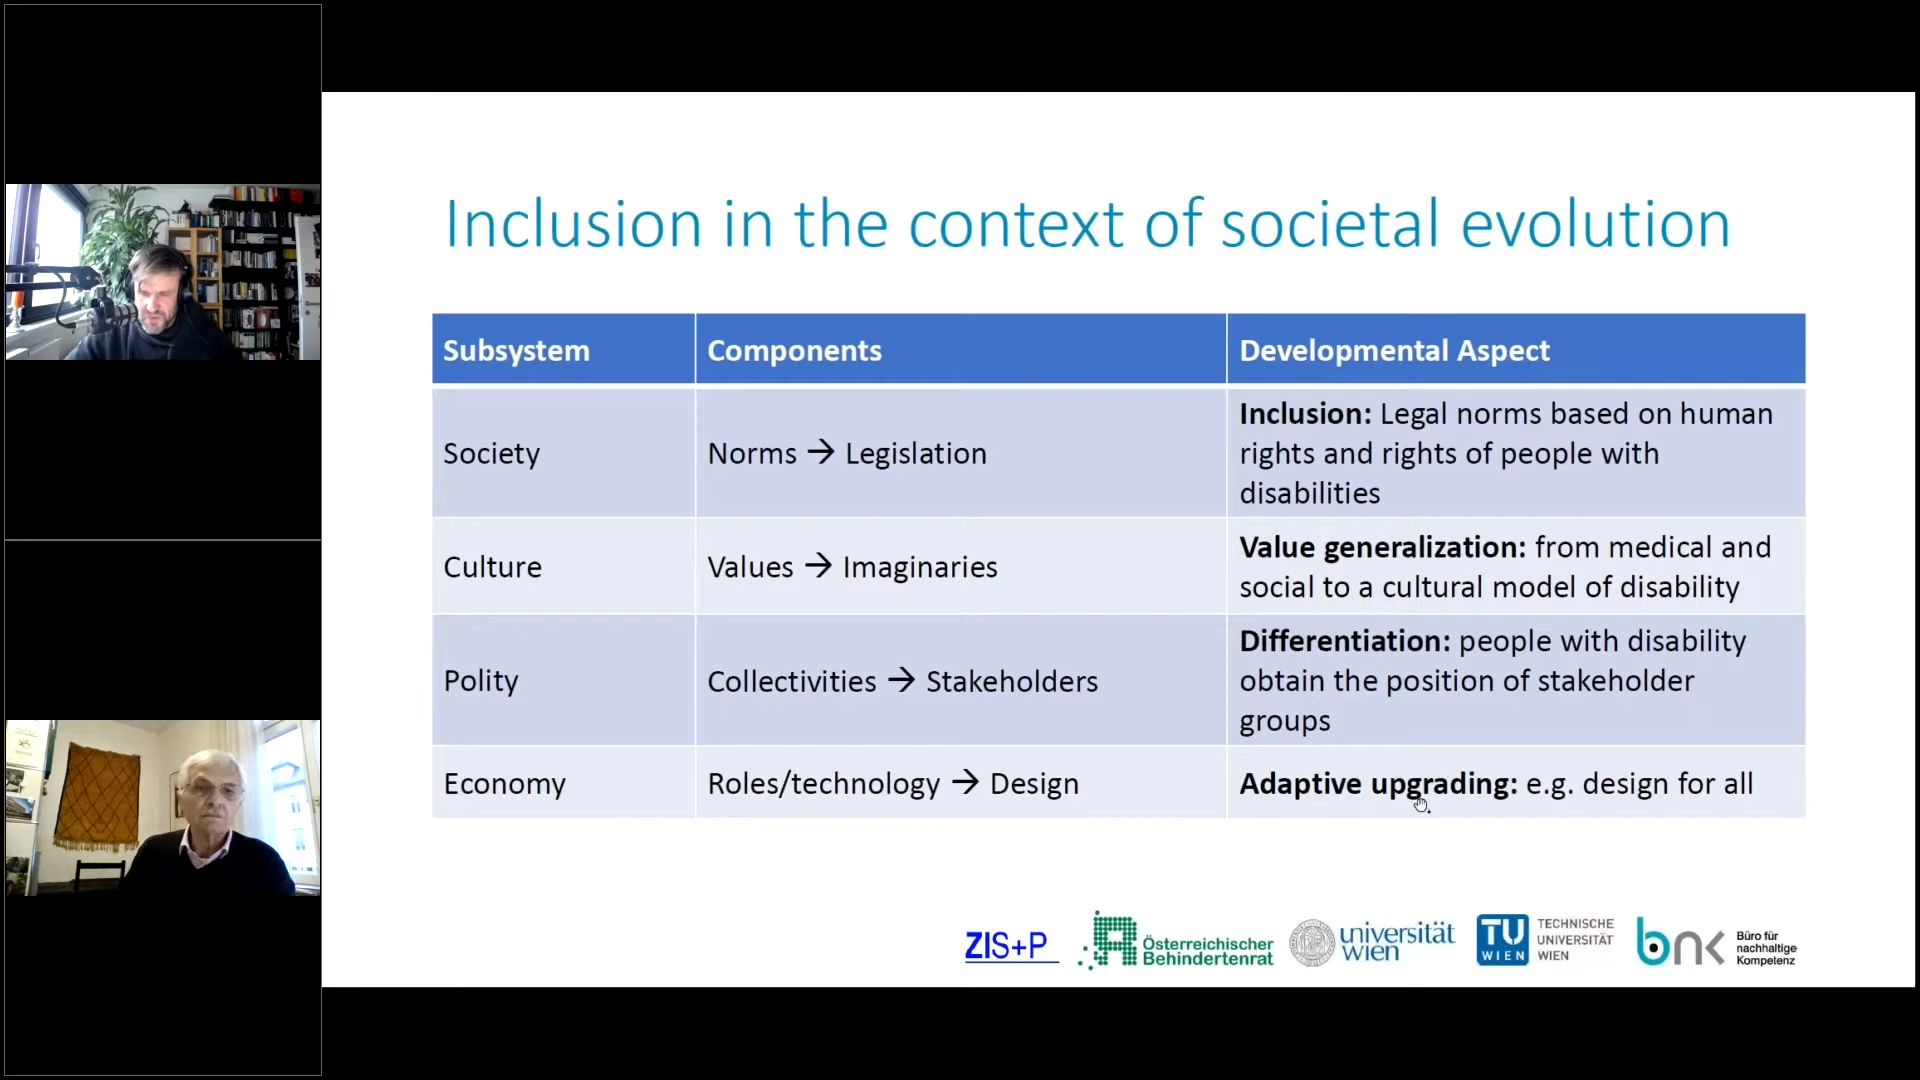 Inclusion in the context of societal evolution
Subsystem
Components
Developmental Aspect
Society
Norms → Legislation
Inclusion: Legal norms based on human
rights and rights of people with
disabilities
Culture
Values → Imaginaries
Value generalization: from medical and
social to a cultural model of disability
Polity
Collectivities → Stakeholders
Differentiation: people with disability
obtain the position of stakeholder
groups
Economy
Roles/technology → Design
Adaptive upgrading: e.g. design for all
ZIS+P
Österreichischer
Behindertenrat
universität
wien
TU
WIEN
TECHNISCHE
UNIVERSITÄT
WIEN
bnk
Büro für
nachhaltige
Kompetenz